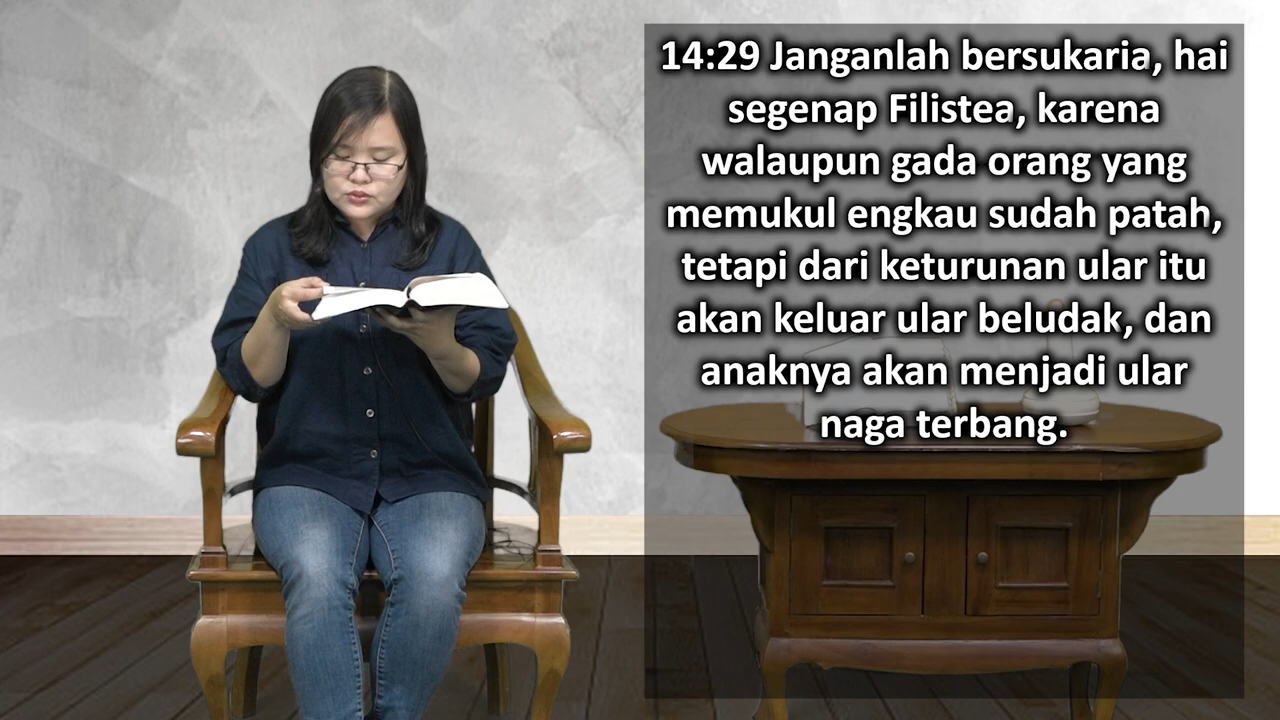 14:29 Janganlah bersukaria, hai
segenap Filistea, karena
walaupun gada orang yang
memukul engkau sudah patah,
tetapi dari keturunan ular itu
akan keluar ular beludak, dan
anaknya akan menjadi ular
naga terbang.